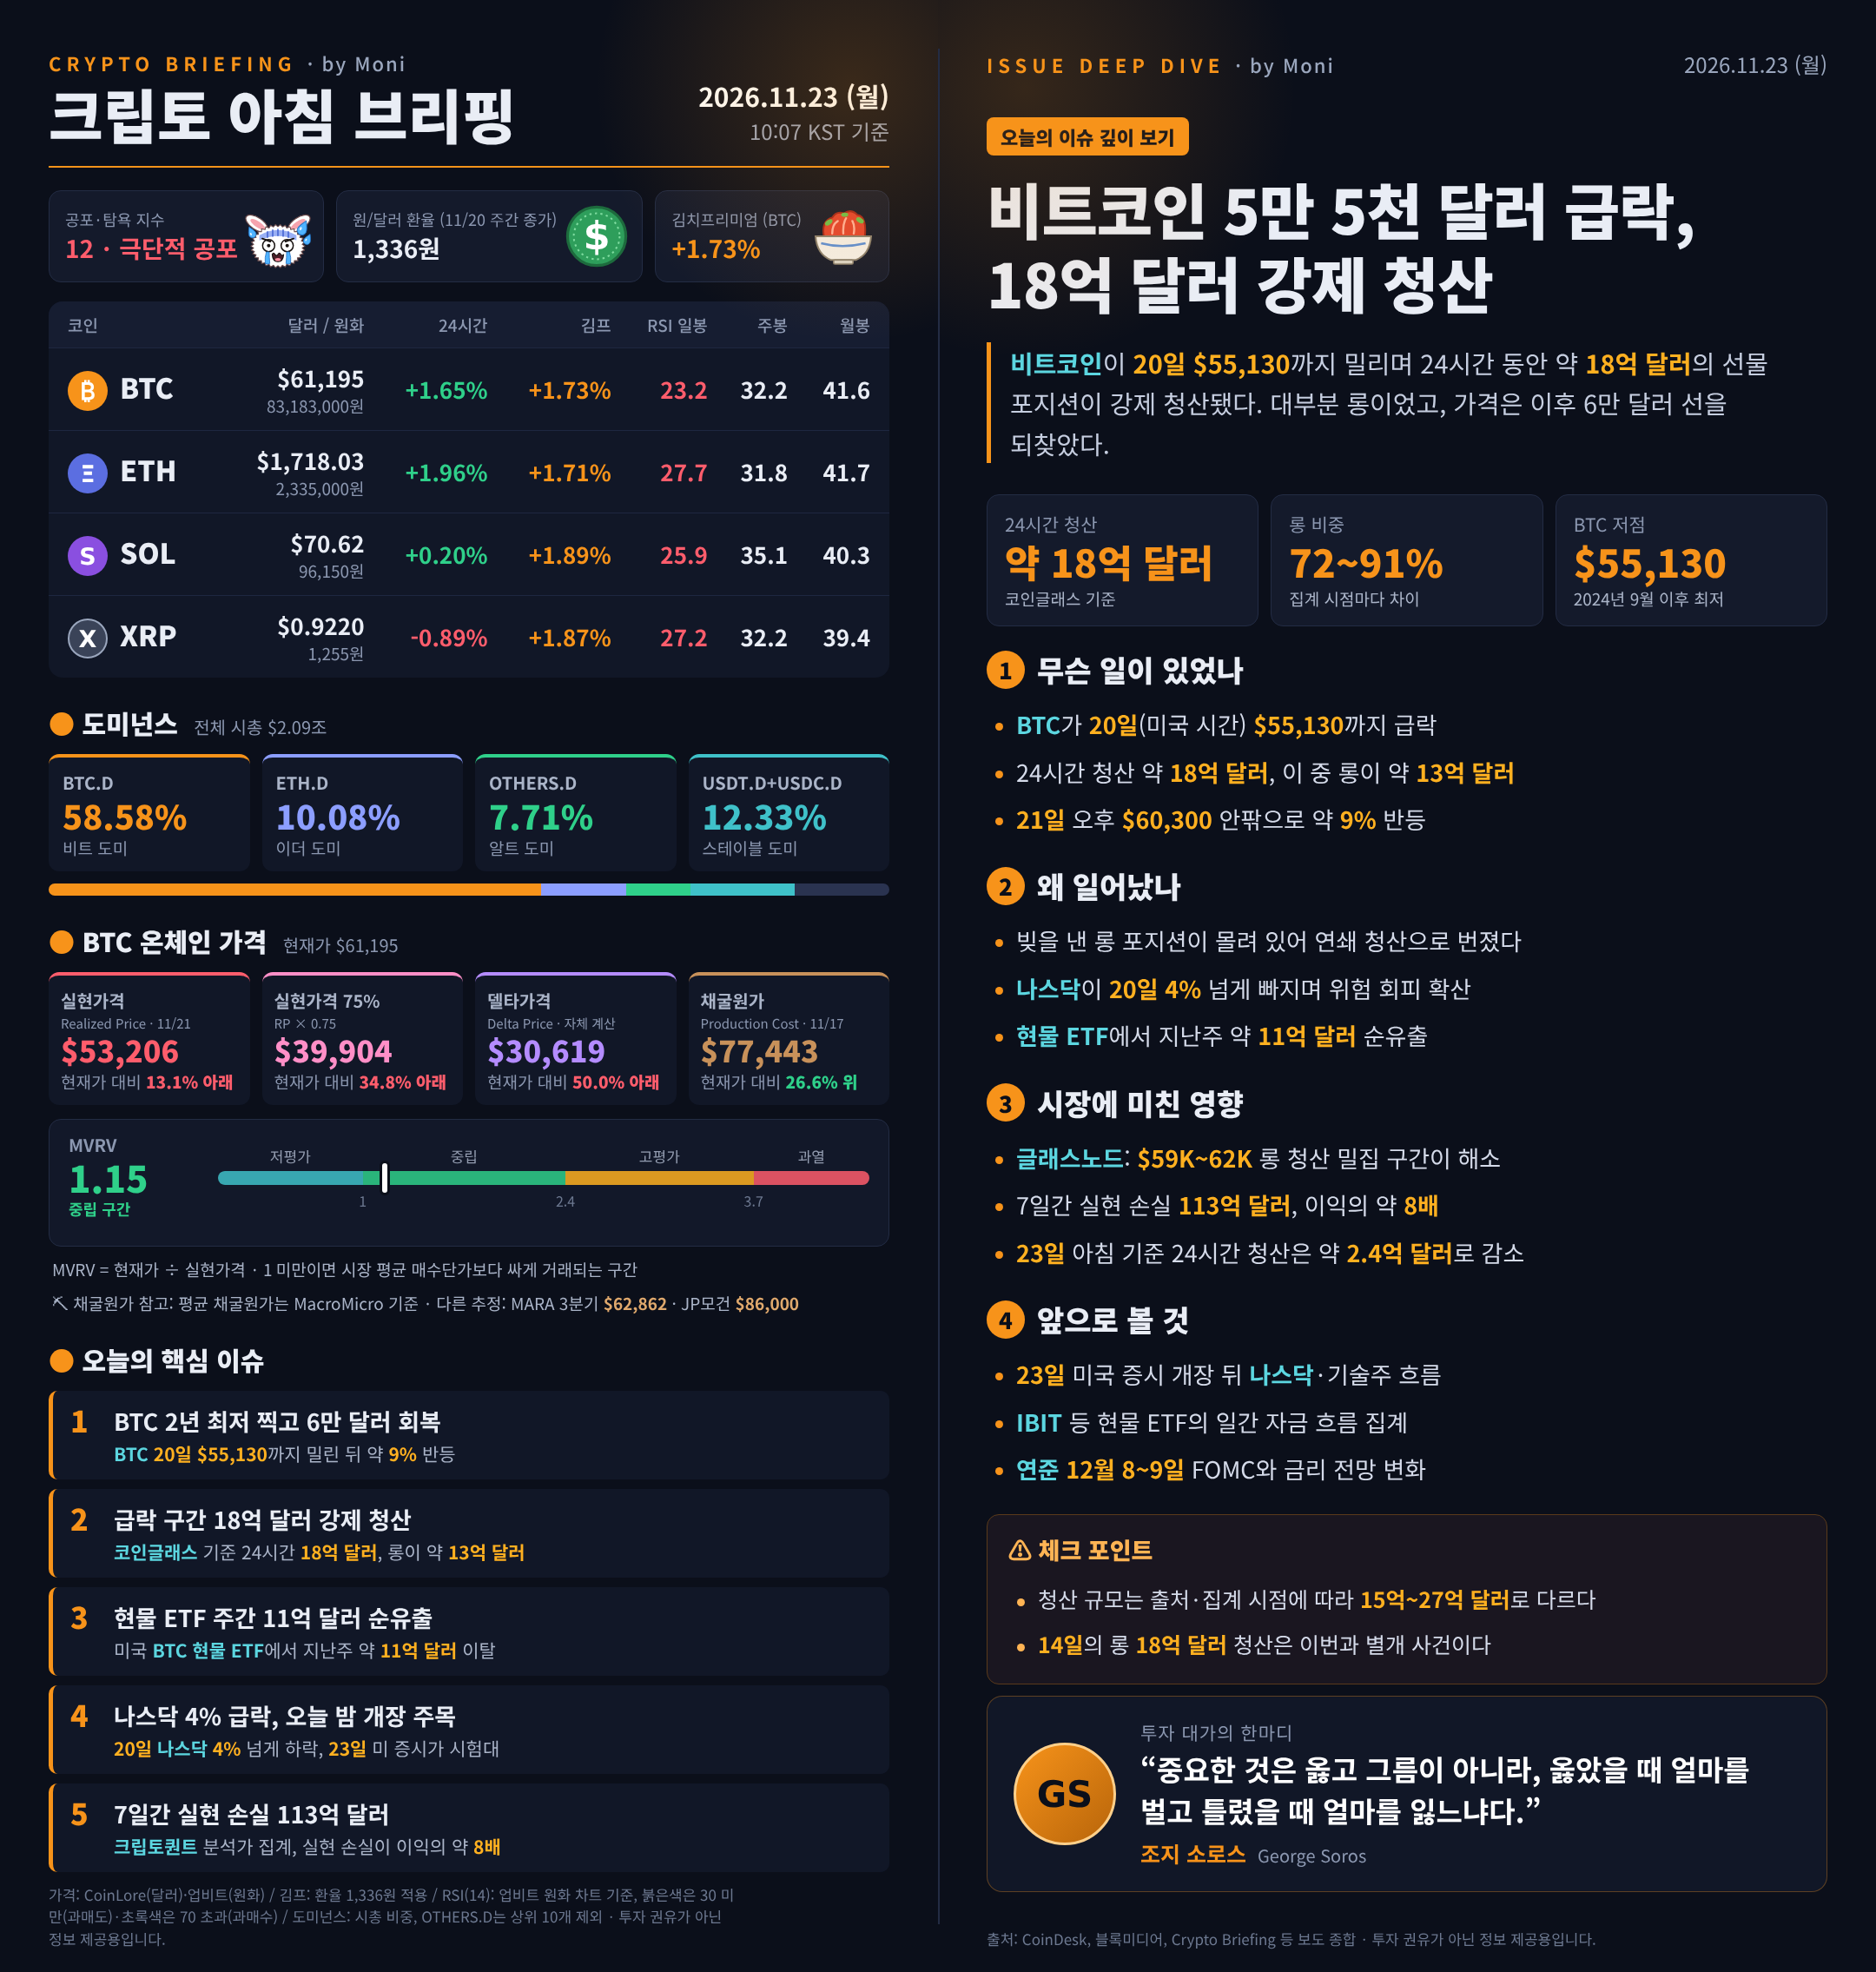 CRYPTO BRIEFING · by Moni
크립토 아침 브리핑
2026.11.23 (월)
10:07 KST 기준
공포·탐욕 지수
12 · 극단적 공포
원/달러 환율 (11/20 주간 종가)
1,336원
$
김치프리미엄 (BTC)
+1.73%
코인 달러 / 원화 24시간 김프 RSI 일봉 주봉 월봉
₿ BTC $61,195 +1.65% +1.73% 23.2 32.2 41.6
83,183,000원
Ξ ETH $1,718.03 +1.96% +1.71% 27.7 31.8 41.7
2,335,000원
S SOL $70.62 +0.20% +1.89% 25.9 35.1 40.3
96,150원
X XRP $0.9220 -0.89% +1.87% 27.2 32.2 39.4
1,255원
도미넌스 전체 시총 $2.09조
BTC.D
58.58%
비트 도미
ETH.D
10.08%
이더 도미
OTHERS.D
7.71%
알트 도미
USDT.D+USDC.D
12.33%
스테이블 도미
BTC 온체인 가격 현재가 $61,195
실현가격
Realized Price · 11/21
$53,206
현재가 대비 13.1% 아래
실현가격 75%
RP × 0.75
$39,904
현재가 대비 34.8% 아래
델타가격
Delta Price · 자체 계산
$30,619
현재가 대비 50.0% 아래
채굴원가
Production Cost · 11/17
$77,443
현재가 대비 26.6% 위
MVRV
1.15
중립 구간
저평가 중립 고평가 과열
1 2.4 3.7
MVRV = 현재가 ÷ 실현가격 · 1 미만이면 시장 평균 매수단가보다 싸게 거래되는 구간
⛏ 채굴원가 참고: 평균 채굴원가는 MacroMicro 기준 · 다른 추정: MARA 3분기 $62,862 · JP모건 $86,000
오늘의 핵심 이슈
1 BTC 2년 최저 찍고 6만 달러 회복
BTC 20일 $55,130까지 밀린 뒤 약 9% 반등
2 급락 구간 18억 달러 강제 청산
코인글래스 기준 24시간 18억 달러, 롱이 약 13억 달러
3 현물 ETF 주간 11억 달러 순유출
미국 BTC 현물 ETF에서 지난주 약 11억 달러 이탈
4 나스닥 4% 급락, 오늘 밤 개장 주목
20일 나스닥 4% 넘게 하락, 23일 미 증시가 시험대
5 7일간 실현 손실 113억 달러
크립토퀀트 분석가 집계, 실현 손실이 이익의 약 8배
가격: CoinLore(달러)·업비트(원화) / 김프: 환율 1,336원 적용 / RSI(14): 업비트 원화 차트 기준, 붉은색은 30 미
만(과매도)·초록색은 70 초과(과매수) / 도미넌스: 시총 비중, OTHERS.D는 상위 10개 제외 · 투자 권유가 아닌
정보 제공용입니다.
ISSUE DEEP DIVE · by Moni
2026.11.23 (월)
오늘의 이슈 깊이 보기
비트코인 5만 5천 달러 급락,
18억 달러 강제 청산
비트코인이 20일 $55,130까지 밀리며 24시간 동안 약 18억 달러의 선물
포지션이 강제 청산됐다. 대부분 롱이었고, 가격은 이후 6만 달러 선을
되찾았다.
24시간 청산
약 18억 달러
코인글래스 기준
롱 비중
72~91%
집계 시점마다 차이
BTC 저점
$55,130
2024년 9월 이후 최저
1 무슨 일이 있었나
• BTC가 20일(미국 시간) $55,130까지 급락
• 24시간 청산 약 18억 달러, 이 중 롱이 약 13억 달러
• 21일 오후 $60,300 안팎으로 약 9% 반등
2 왜 일어났나
• 빚을 낸 롱 포지션이 몰려 있어 연쇄 청산으로 번졌다
• 나스닥이 20일 4% 넘게 빠지며 위험 회피 확산
• 현물 ETF에서 지난주 약 11억 달러 순유출
3 시장에 미친 영향
• 글래스노드: $59K~62K 롱 청산 밀집 구간이 해소
• 7일간 실현 손실 113억 달러, 이익의 약 8배
• 23일 아침 기준 24시간 청산은 약 2.4억 달러로 감소
4 앞으로 볼 것
• 23일 미국 증시 개장 뒤 나스닥·기술주 흐름
• IBIT 등 현물 ETF의 일간 자금 흐름 집계
• 연준 12월 8~9일 FOMC와 금리 전망 변화
⚠ 체크 포인트
• 청산 규모는 출처·집계 시점에 따라 15억~27억 달러로 다르다
• 14일의 롱 18억 달러 청산은 이번과 별개 사건이다
GS
투자 대가의 한마디
“중요한 것은 옳고 그름이 아니라, 옳았을 때 얼마를
벌고 틀렸을 때 얼마를 잃느냐다.”
조지 소로스 George Soros
출처: CoinDesk, 블록미디어, Crypto Briefing 등 보도 종합 · 투자 권유가 아닌 정보 제공용입니다.